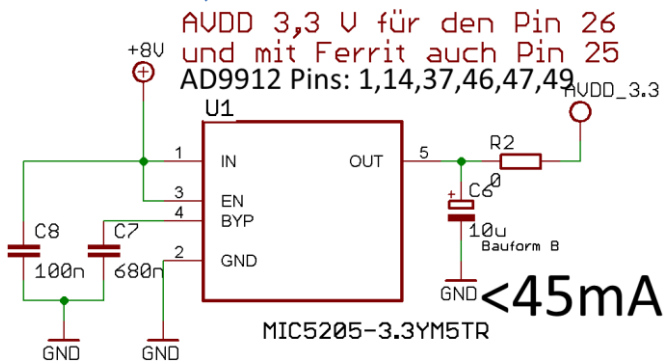 AVDD 3,3 V für den Pin 26
und mit Ferrit auch Pin 25
AD9912 Pins: 1,14,37,46,47,49
+8V
AVDD_3.3
U1
1
IN
OUT
5
R2
0
3
EN
4
BYP
2
GND
C8
100n
C7
680n
+
C6
10u
Bauform B
GND
<45mA
MIC5205-3.3YM5TR
GND
GND